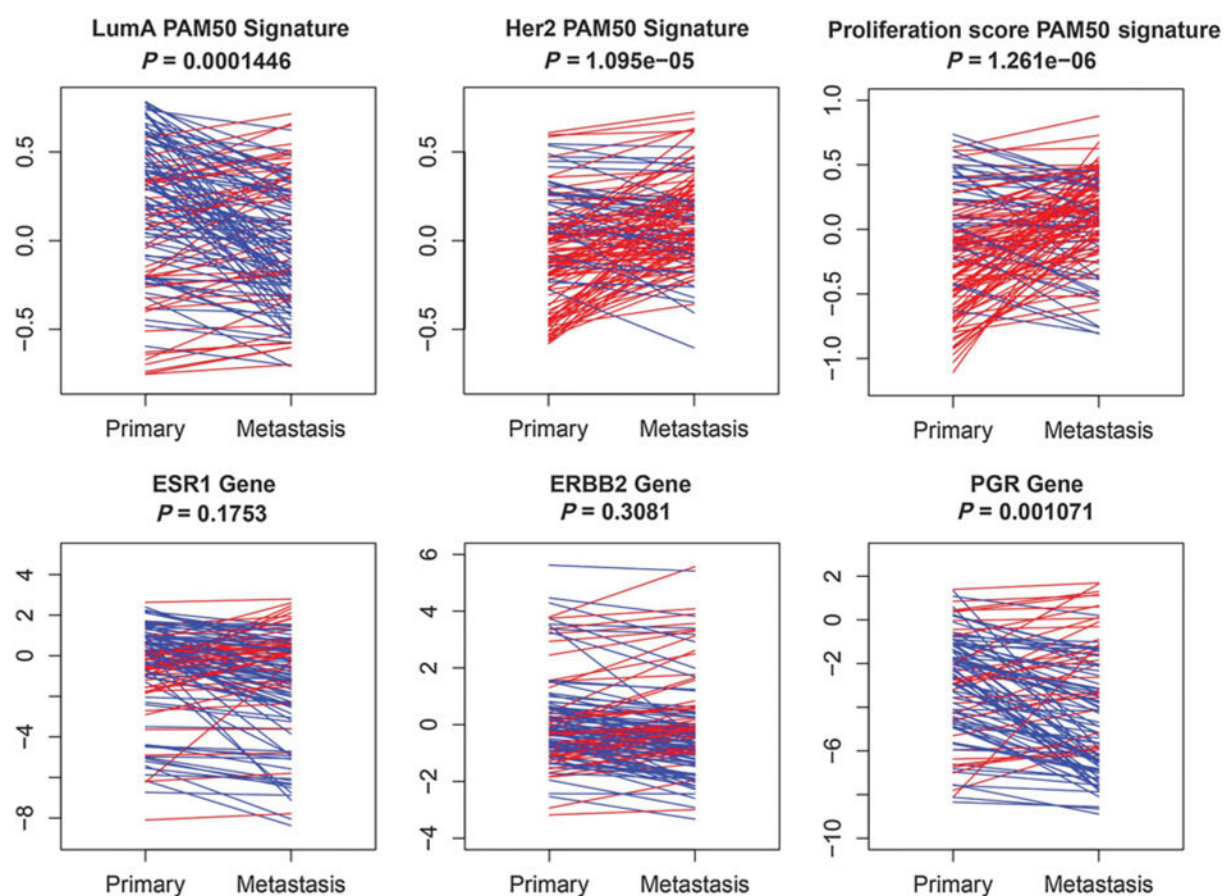 LumA PAM50 Signature
P = 0.0001446
0.5
0.0
−0.5
Primary Metastasis
Her2 PAM50 Signature
P = 1.095e−05
0.5
0.0
−0.5
Primary Metastasis
Proliferation score PAM50 signature
P = 1.261e−06
1.0
0.5
0.0
−0.5
−1.0
Primary Metastasis
ESR1 Gene
P = 0.1753
4
2
0
−4
−8
Primary Metastasis
ERBB2 Gene
P = 0.3081
6
4
2
0
−2
−4
Primary Metastasis
PGR Gene
P = 0.001071
2
0
−2
−6
−10
Primary Metastasis